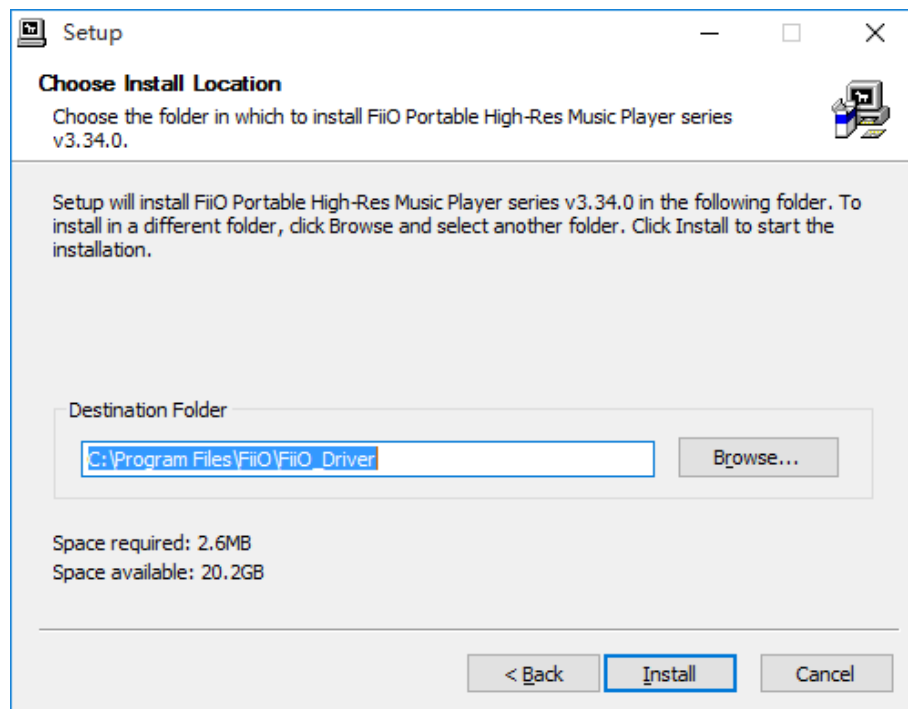 Setup
Choose Install Location
Choose the folder in which to install FiiO Portable High-Res Music Player series
v3.34.0.
Setup will install FiiO Portable High-Res Music Player series v3.34.0 in the following folder. To
install in a different folder, click Browse and select another folder. Click Install to start the
installation.
Destination Folder
C:\Program Files\FiiO\FiiO_Driver
Browse...
Space required: 2.6MB
Space available: 20.2GB
< Back
Install
Cancel